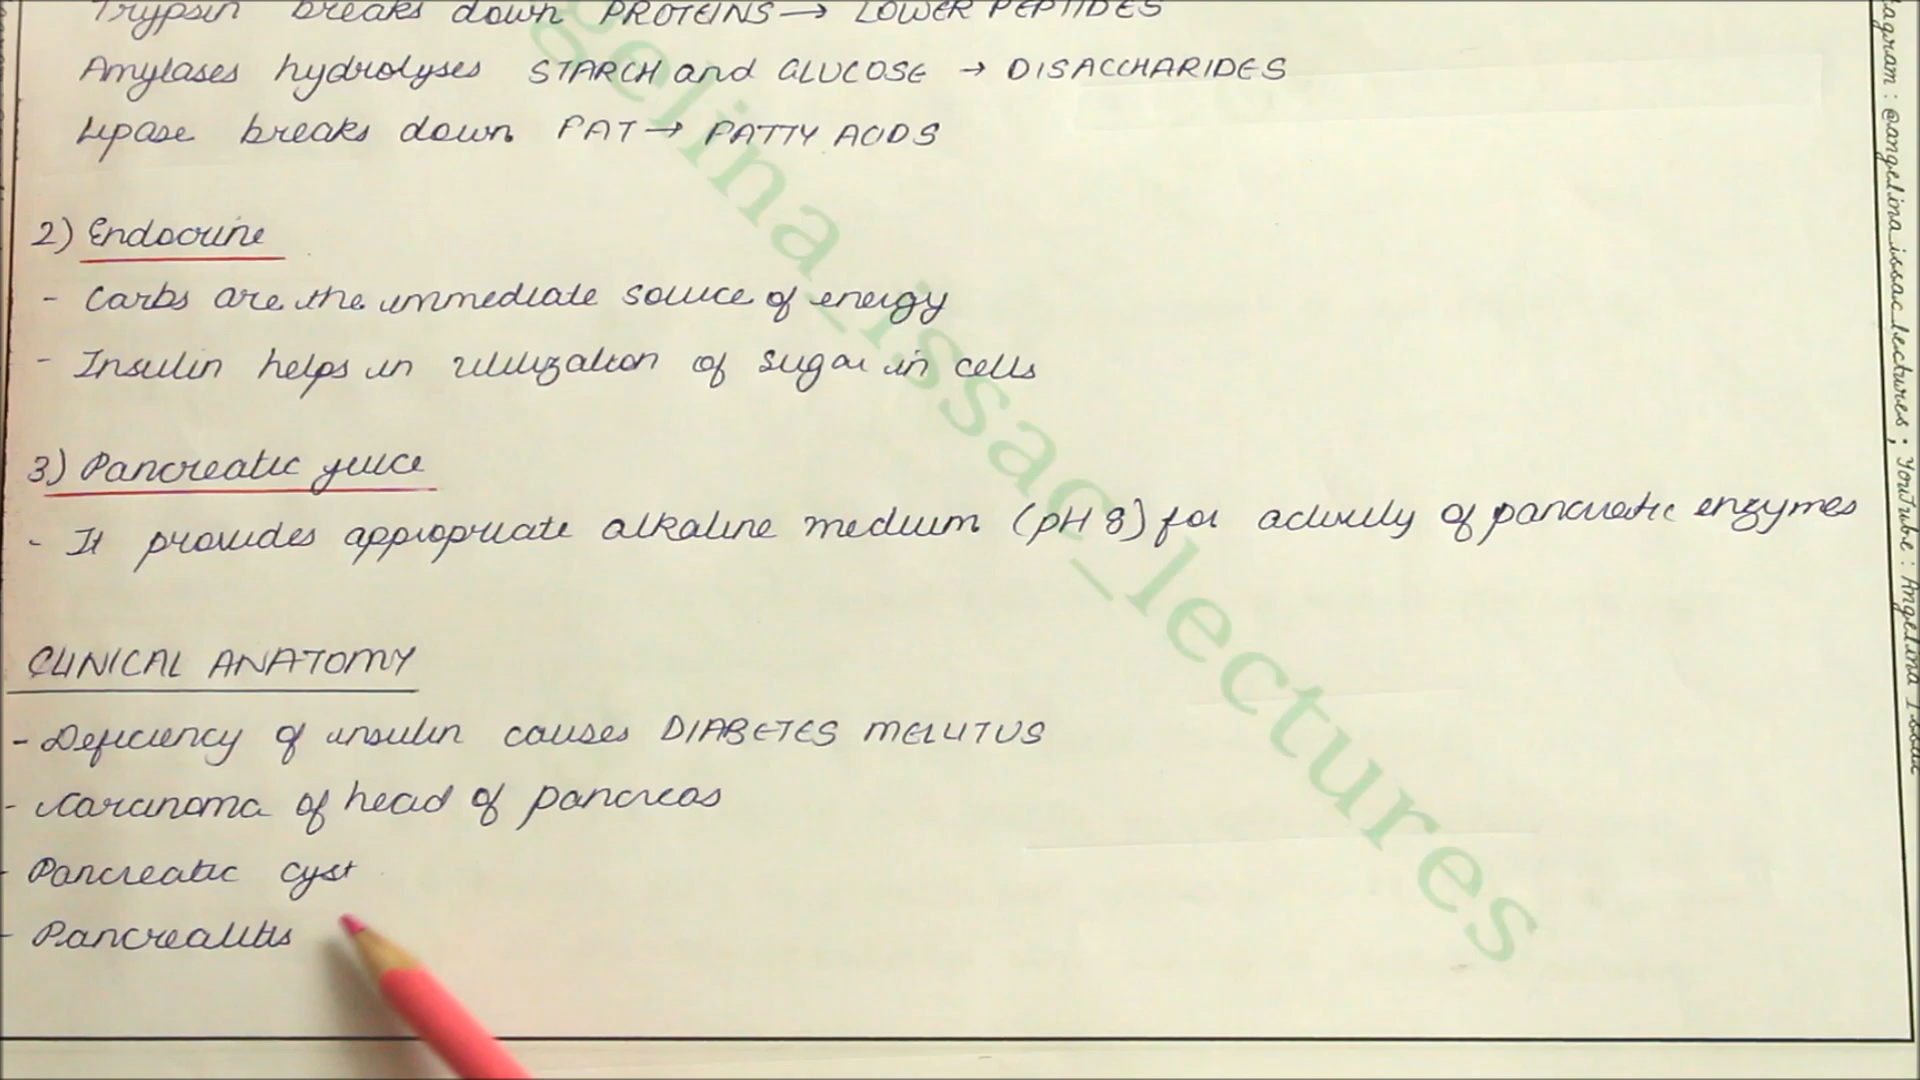 Trypsin breaks down PROTEINS → LOWER PEPTIDES
Amylases hydrolyses STARCH and GLUCOSE → DISACCHARIDES
Lipase breaks down FAT → FATTY ACIDS
2) Endocrine
- Carbs are the immediate source of energy
- Insulin helps in utilization of sugar in cells
3) Pancreatic juice
- It provides appropriate alkaline medium (pH 8) for activity of pancreatic enzymes
CLINICAL ANATOMY
- Deficiency of insulin causes DIABETES MELLITUS
- Carcinoma of head of pancreas
- Pancreatic cyst
- Pancreatitis
gelina_issac_lectures
agram : @angelina_issac_lectures ; YouTube : Angelina Issac